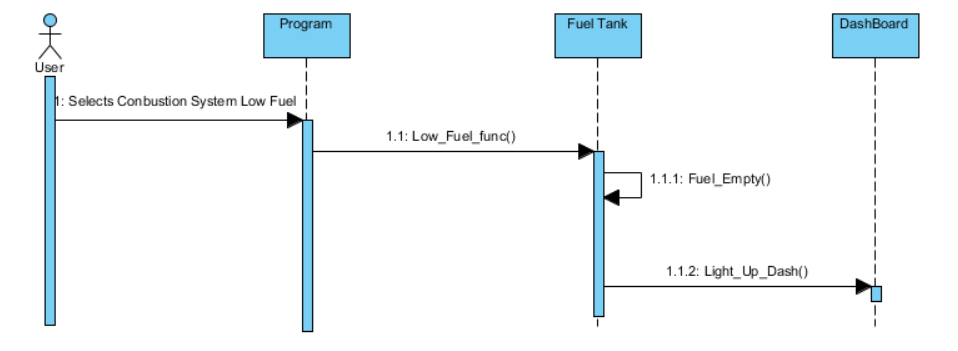 Program
Fuel Tank
DashBoard
User
1: Selects Conbustion System Low Fuel
1.1: Low_Fuel_func()
1.1.1: Fuel_Empty()
1.1.2: Light_Up_Dash()